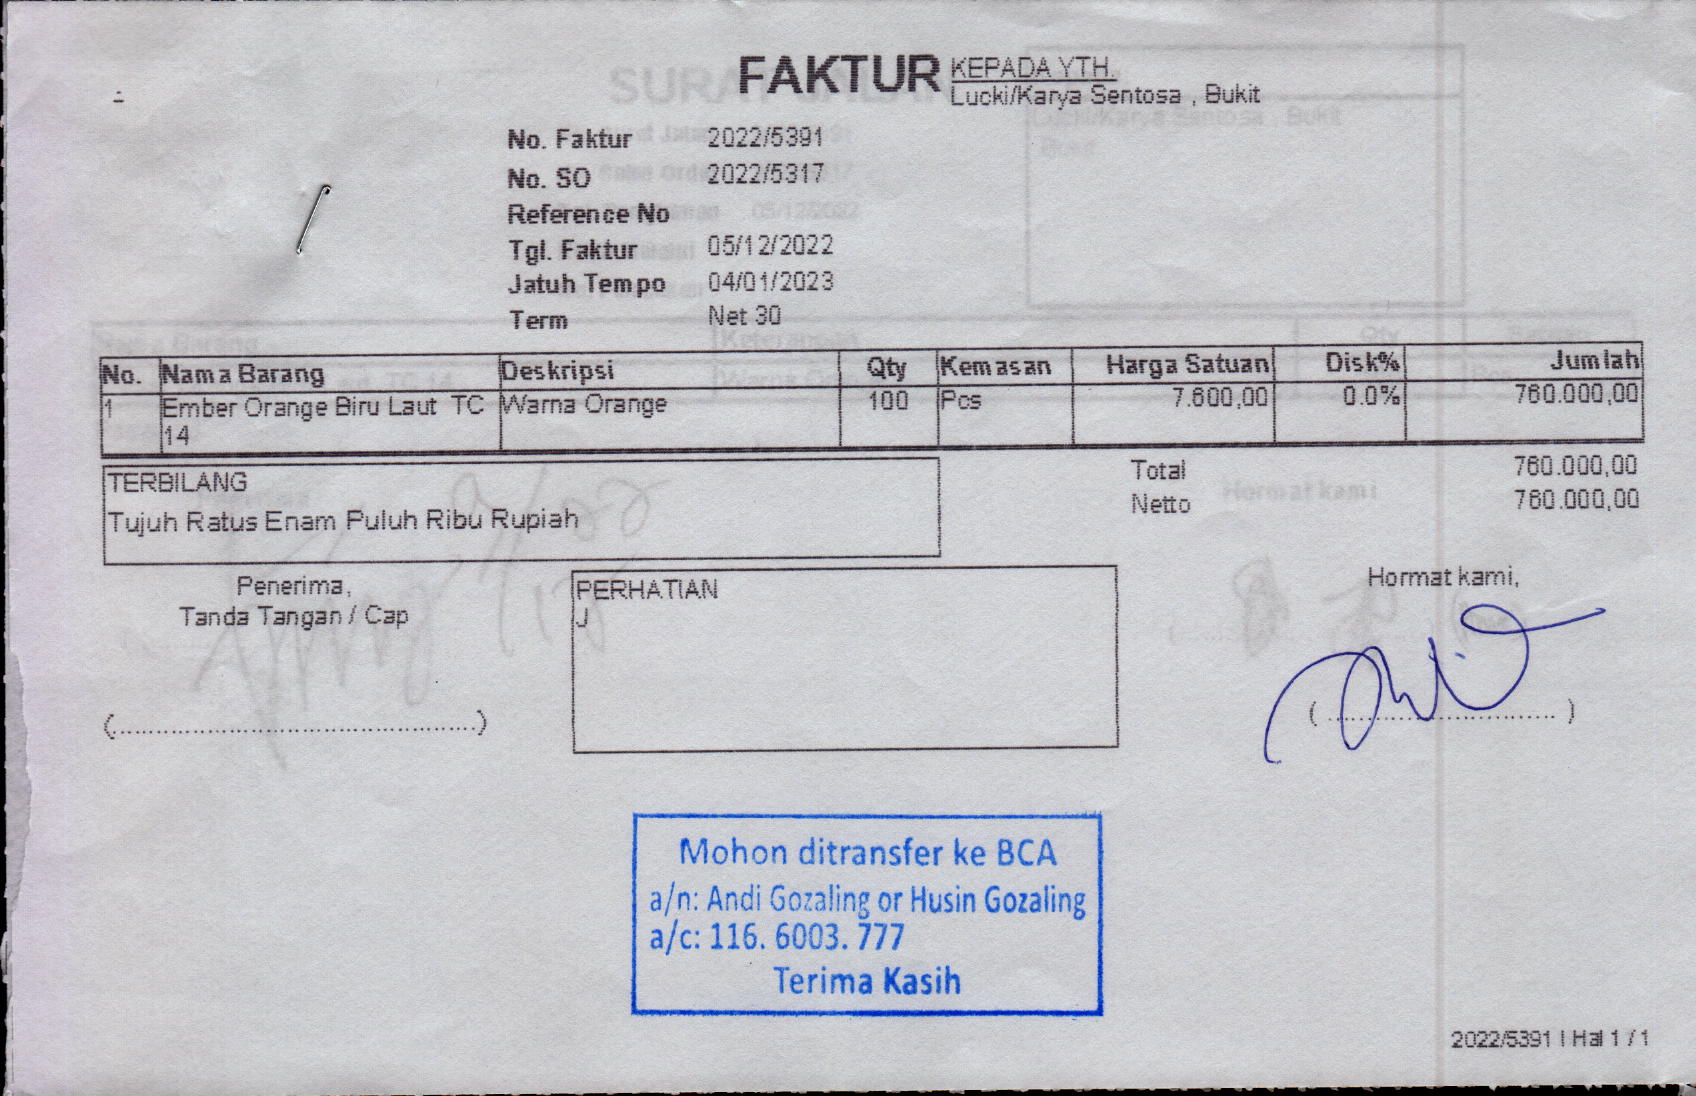 FAKTUR
KEPADA YTH.
Lucki/Karya Sentosa , Bukit
No. Faktur 2022/5391
No. SO 2022/5317
Reference No
Tgl. Faktur 05/12/2022
Jatuh Tempo 04/01/2023
Term Net 30
No. Nama Barang Deskripsi Qty Kemasan Harga Satuan Disk% Jumlah
1 Ember Orange Biru Laut TC Warna Orange 100 Pcs 7.600,00 0.0% 760.000,00
14
TERBILANG
Tujuh Ratus Enam Puluh Ribu Rupiah
Total 760.000,00
Netto 760.000,00
Penerima,
Tanda Tangan / Cap
(................................................)
PERHATIAN
J
Hormat kami,
( .............................. )
Mohon ditransfer ke BCA
a/n: Andi Gozaling or Husin Gozaling
a/c: 116. 6003. 777
Terima Kasih
2022/5391 | Hal 1 / 1